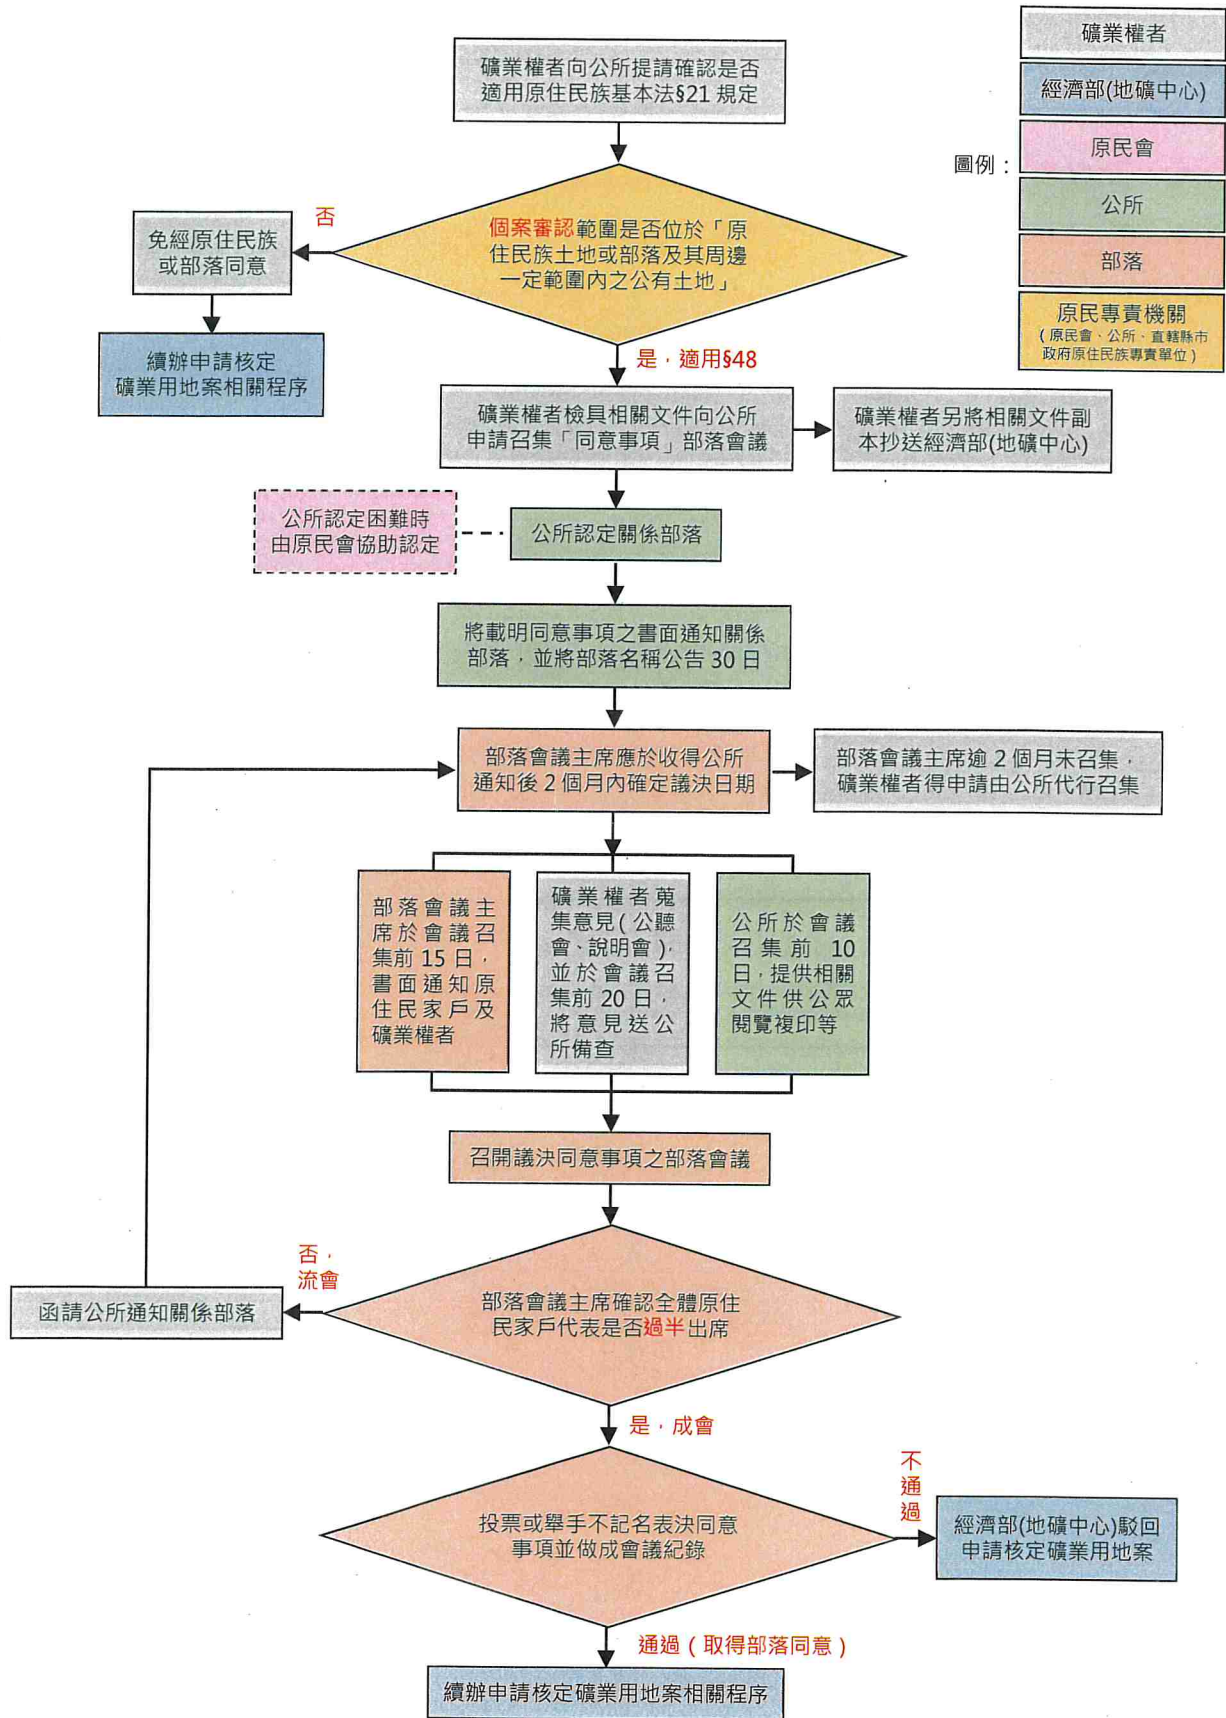 礦業權者
經濟部(地礦中心)
圖例：
原民會
公所
部落
原民專責機關
(原民會、公所、直轄縣市
政府原住民族專責單位)
礦業權者向公所提請確認是否
適用原住民族基本法§21 規定
個案審認範圍是否位於「原
住民族土地或部落及其周邊
一定範圍內之公有土地」
否
免經原住民族
或部落同意
續辦申請核定
礦業用地案相關程序
是，適用§48
礦業權者檢具相關文件向公所
申請召集「同意事項」部落會議
礦業權者另將相關文件副
本抄送經濟部(地礦中心)
公所認定困難時
由原民會協助認定
公所認定關係部落
將載明同意事項之書面通知關係
部落，並將部落名稱公告 30 日
部落會議主席應於收得公所
通知後 2 個月內確定議決日期
部落會議主席逾 2 個月未召集，
礦業權者得申請由公所代行召集
部落會議主
席於會議召
集前 15 日，
書面通知原
住民家戶及
礦業權者
礦業權者蒐
集意見(公聽
會、說明會)，
並於會議召
集前 20 日，
將意見送公
所備查
公所於會議
召集前 10
日，提供相關
文件供公眾
閱覽複印等
召開議決同意事項之部落會議
部落會議主席確認全體原住
民家戶代表是否過半出席
否，
流會
函請公所通知關係部落
是，成會
投票或舉手不記名表決同意
事項並做成會議紀錄
不
通
過
經濟部(地礦中心)駁回
申請核定礦業用地案
通過（取得部落同意）
續辦申請核定礦業用地案相關程序